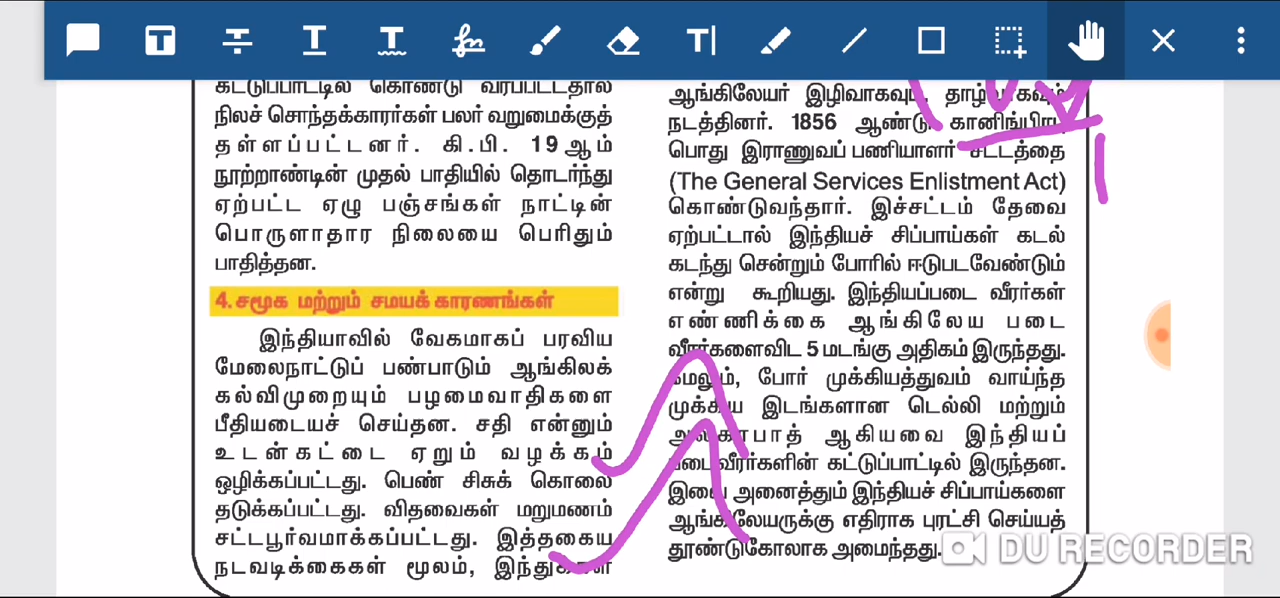 கட்டுப்பாட்டில் கொண்டு வரப்பட்டதால்
நிலச் சொந்தக்காரர்கள் பலர் வறுமைக்குத்
தள்ளப்பட்டனர். கி.பி. 19ஆம்
நூற்றாண்டின் முதல் பாதியில் தொடர்ந்து
ஏற்பட்ட ஏழு பஞ்சங்கள் நாட்டின்
பொருளாதார நிலையை பெரிதும்
பாதித்தன.
4. சமூக மற்றும் சமயக் காரணங்கள்
இந்தியாவில் வேகமாகப் பரவிய
மேலைநாட்டுப் பண்பாடும் ஆங்கிலக்
கல்விமுறையும் பழமைவாதிகளை
பீதியடையச் செய்தன. சதி என்னும்
உடன்கட்டை ஏறும் வழக்கம்
ஒழிக்கப்பட்டது. பெண் சிசுக் கொலை
தடுக்கப்பட்டது. விதவைகள் மறுமணம்
சட்டபூர்வமாக்கப்பட்டது. இத்தகைய
நடவடிக்கைகள் மூலம், இந்துக்களை
ஆங்கிலேயர் இழிவாகவும், தாழ்வாகவும்
நடத்தினர். 1856 ஆண்டு கானிங்பிரபு
பொது இராணுவப் பணியாளர் சட்டத்தை
(The General Services Enlistment Act)
கொண்டுவந்தார். இச்சட்டம் தேவை
ஏற்பட்டால் இந்தியச் சிப்பாய்கள் கடல்
கடந்து சென்றும் போரில் ஈடுபடவேண்டும்
என்று கூறியது. இந்தியப்படை வீரர்கள்
எண்ணிக்கை ஆங்கிலேய படை
வீரர்களைவிட 5 மடங்கு அதிகம் இருந்தது.
மேலும், போர் முக்கியத்துவம் வாய்ந்த
முக்கிய இடங்களான டெல்லி மற்றும்
அலகாபாத் ஆகியவை இந்தியப்
படைவீரர்களின் கட்டுப்பாட்டில் இருந்தன.
இவை அனைத்தும் இந்தியச் சிப்பாய்களை
ஆங்கிலேயருக்கு எதிராக புரட்சி செய்யத்
தூண்டுகோலாக அமைந்தது.
DU RECORDER